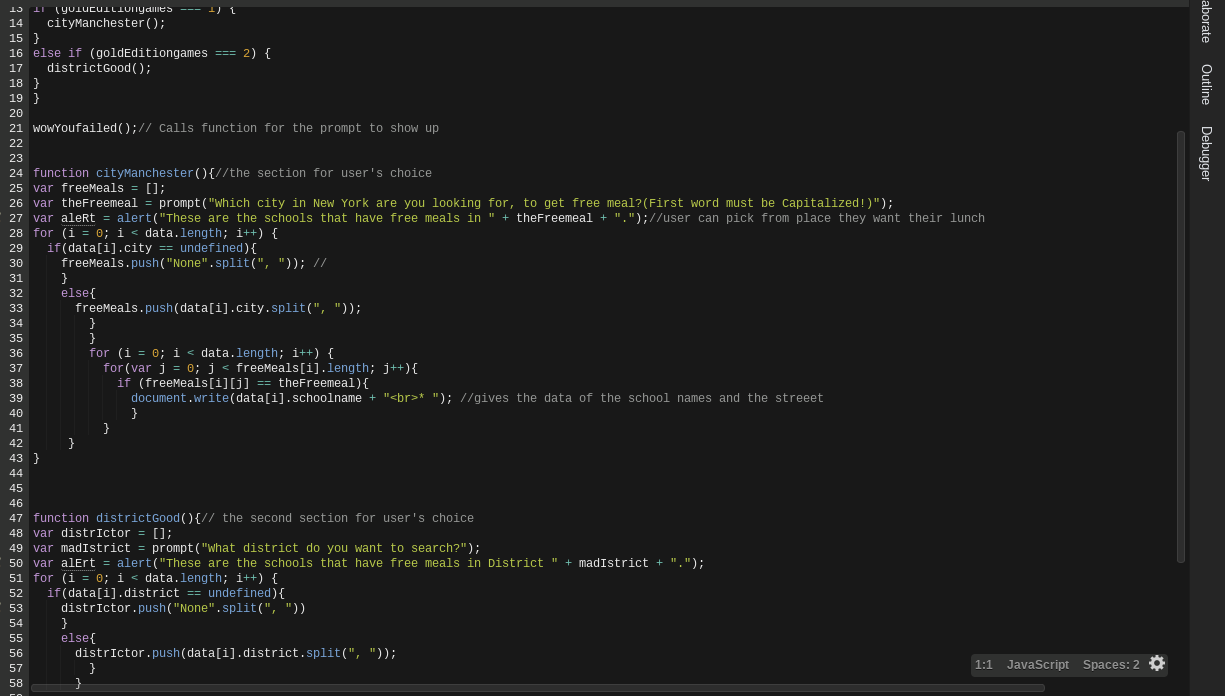 13 if (goldEditiongames === 1) {
14   cityManchester();
15 }
16 else if (goldEditiongames === 2) {
17   districtGood();
18 }
19 }
20
21 wowYoufailed();// Calls function for the prompt to show up
22
23
24 function cityManchester(){//the section for user's choice
25 var freeMeals = [];
26 var theFreemeal = prompt("Which city in New York are you looking for, to get free meal?(First word must be Capitalized!)");
27 var aleRt = alert("These are the schools that have free meals in " + theFreemeal + ".");//user can pick from place they want their lunch
28 for (i = 0; i < data.length; i++) {
29   if(data[i].city == undefined){
30     freeMeals.push("None".split(", ")); //
31     }
32     else{
33       freeMeals.push(data[i].city.split(", "));
34         }
35         }
36         for (i = 0; i < data.length; i++) {
37           for(var j = 0; j < freeMeals[i].length; j++){
38             if (freeMeals[i][j] == theFreemeal){
39               document.write(data[i].schoolname + "<br>* "); //gives the data of the school names and the streeet
40               }
41           }
42      }
43 }
44
45
46
47 function districtGood(){// the second section for user's choice
48 var distrIctor = [];
49 var madIstrict = prompt("What district do you want to search?");
50 var alErt = alert("These are the schools that have free meals in District " + madIstrict + ".");
51 for (i = 0; i < data.length; i++) {
52   if(data[i].district == undefined){
53     distrIctor.push("None".split(", "))
54     }
55     else{
56       distrIctor.push(data[i].district.split(", "));
57         }
58       }
1:1 JavaScript Spaces: 2
aborate
Outline
Debugger